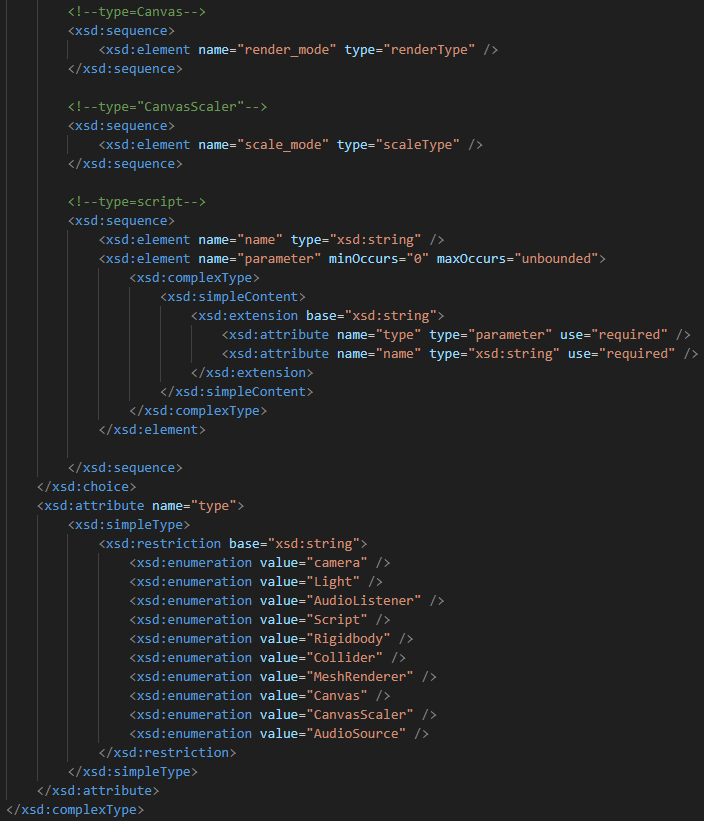 <!--type=Canvas-->
<xsd:sequence>
<xsd:element name="render_mode" type="renderType" />
</xsd:sequence>
<!--type="CanvasScaler"-->
<xsd:sequence>
<xsd:element name="scale_mode" type="scaleType" />
</xsd:sequence>
<!--type=script-->
<xsd:sequence>
<xsd:element name="name" type="xsd:string" />
<xsd:element name="parameter" minOccurs="0" maxOccurs="unbounded">
<xsd:complexType>
<xsd:simpleContent>
<xsd:extension base="xsd:string">
<xsd:attribute name="type" type="parameter" use="required" />
<xsd:attribute name="name" type="xsd:string" use="required" />
</xsd:extension>
</xsd:simpleContent>
</xsd:complexType>
</xsd:element>
</xsd:sequence>
</xsd:choice>
<xsd:attribute name="type">
<xsd:simpleType>
<xsd:restriction base="xsd:string">
<xsd:enumeration value="camera" />
<xsd:enumeration value="Light" />
<xsd:enumeration value="AudioListener" />
<xsd:enumeration value="Script" />
<xsd:enumeration value="Rigidbody" />
<xsd:enumeration value="Collider" />
<xsd:enumeration value="MeshRenderer" />
<xsd:enumeration value="Canvas" />
<xsd:enumeration value="CanvasScaler" />
<xsd:enumeration value="AudioSource" />
</xsd:restriction>
</xsd:simpleType>
</xsd:attribute>
</xsd:complexType>